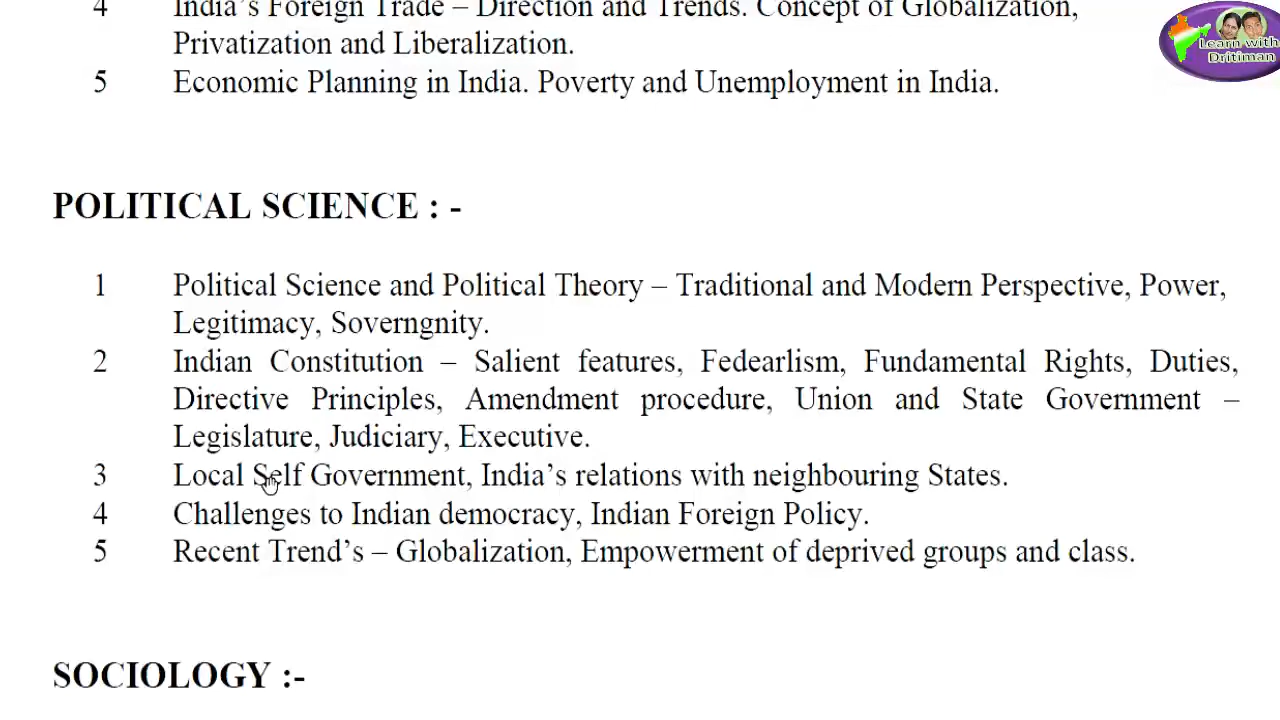 4 India's Foreign Trade – Direction and Trends. Concept of Globalization,
Privatization and Liberalization.
5 Economic Planning in India. Poverty and Unemployment in India.
Learn with
Dritiman
POLITICAL SCIENCE : -
1 Political Science and Political Theory – Traditional and Modern Perspective, Power,
Legitimacy, Soverngnity.
2 Indian Constitution – Salient features, Fedearlism, Fundamental Rights, Duties,
Directive Principles, Amendment procedure, Union and State Government –
Legislature, Judiciary, Executive.
3 Local Self Government, India's relations with neighbouring States.
4 Challenges to Indian democracy, Indian Foreign Policy.
5 Recent Trend's – Globalization, Empowerment of deprived groups and class.
SOCIOLOGY :-